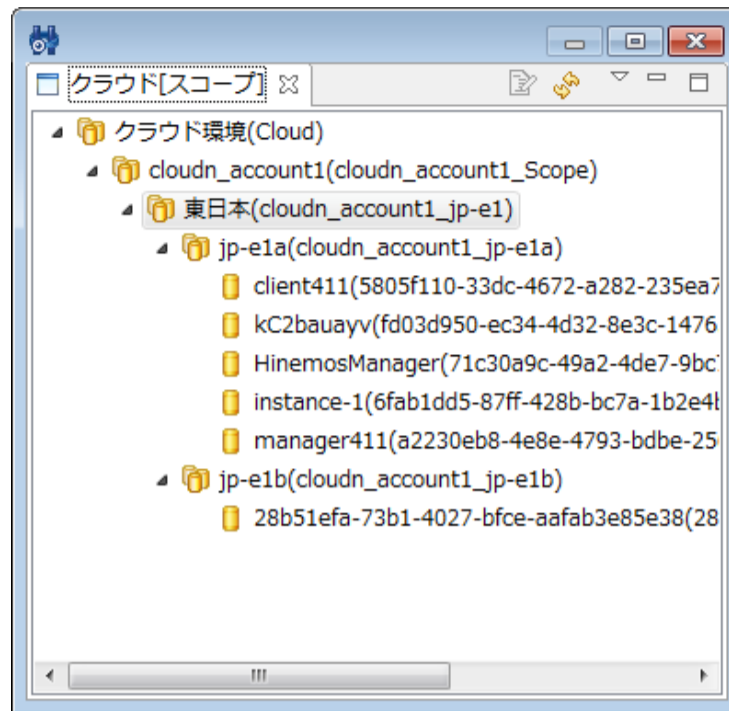 クラウド[スコープ]
クラウド環境(Cloud)
cloudn_account1(cloudn_account1_Scope)
東日本(cloudn_account1_jp-e1)
jp-e1a(cloudn_account1_jp-e1a)
client411(5805f110-33dc-4672-a282-235ea7
kC2bauayv(fd03d950-ec34-4d32-8e3c-1476
HinemosManager(71c30a9c-49a2-4de7-9bc
instance-1(6fab1dd5-87ff-428b-bc7a-1b2e4b
manager411(a2230eb8-4e8e-4793-bdbe-25
jp-e1b(cloudn_account1_jp-e1b)
28b51efa-73b1-4027-bfce-aafab3e85e38(28